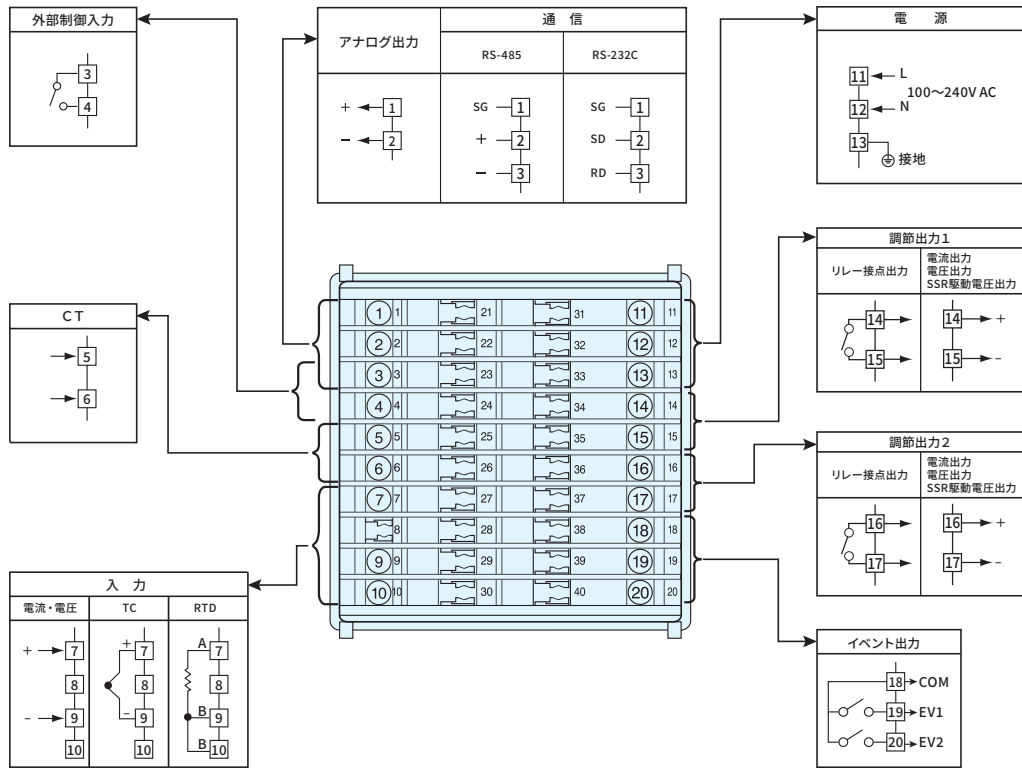 外部制御入力
3
4
アナログ出力
通 信
RS-485
RS-232C
+ 1
− 2
SG 1
+ 2
− 3
SG 1
SD 2
RD 3
電 源
11 L
100～240V AC
12 N
13
接地
CT
5
6
調節出力1
リレー接点出力
電流出力
電圧出力
SSR駆動電圧出力
14
15
14 +
15 −
調節出力2
リレー接点出力
電流出力
電圧出力
SSR駆動電圧出力
16
17
16 +
17 −
1 1 21 31 11 11
2 2 22 32 12 12
3 3 23 33 13 13
4 4 24 34 14 14
5 5 25 35 15 15
6 6 26 36 16 16
7 7 27 37 17 17
8 28 38 18 18
9 9 29 39 19 19
10 10 30 40 20 20
入 力
電流・電圧
TC
RTD
+ 7
8
− 9
10
+ 7
8
− 9
10
A 7
8
B 9
B 10
イベント出力
18 COM
19 EV1
20 EV2